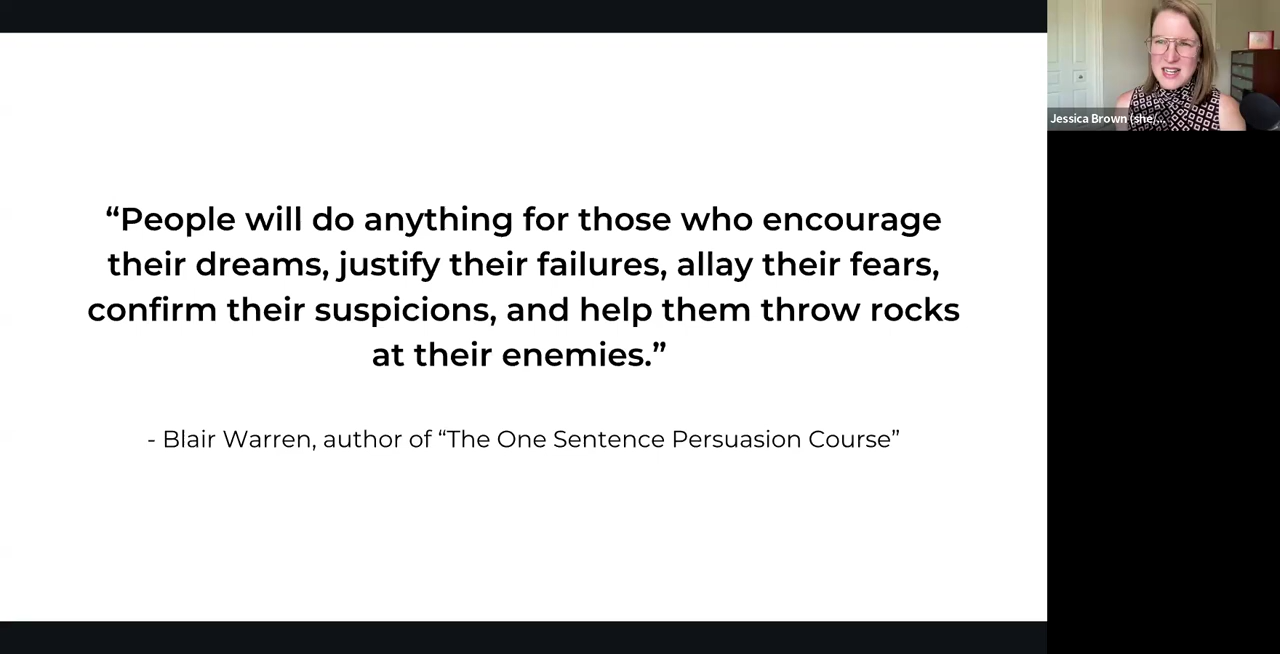 “People will do anything for those who encourage
their dreams, justify their failures, allay their fears,
confirm their suspicions, and help them throw rocks
at their enemies.”
- Blair Warren, author of “The One Sentence Persuasion Course”
Jessica Brown (she/...